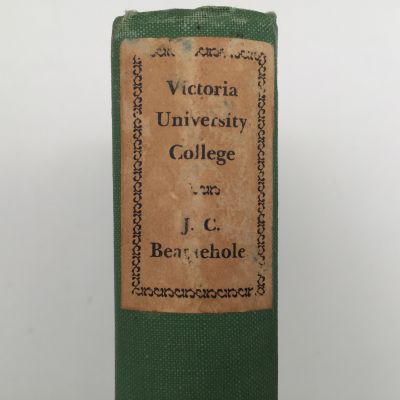 Victoria
University
College
J. C.
Beaglehole